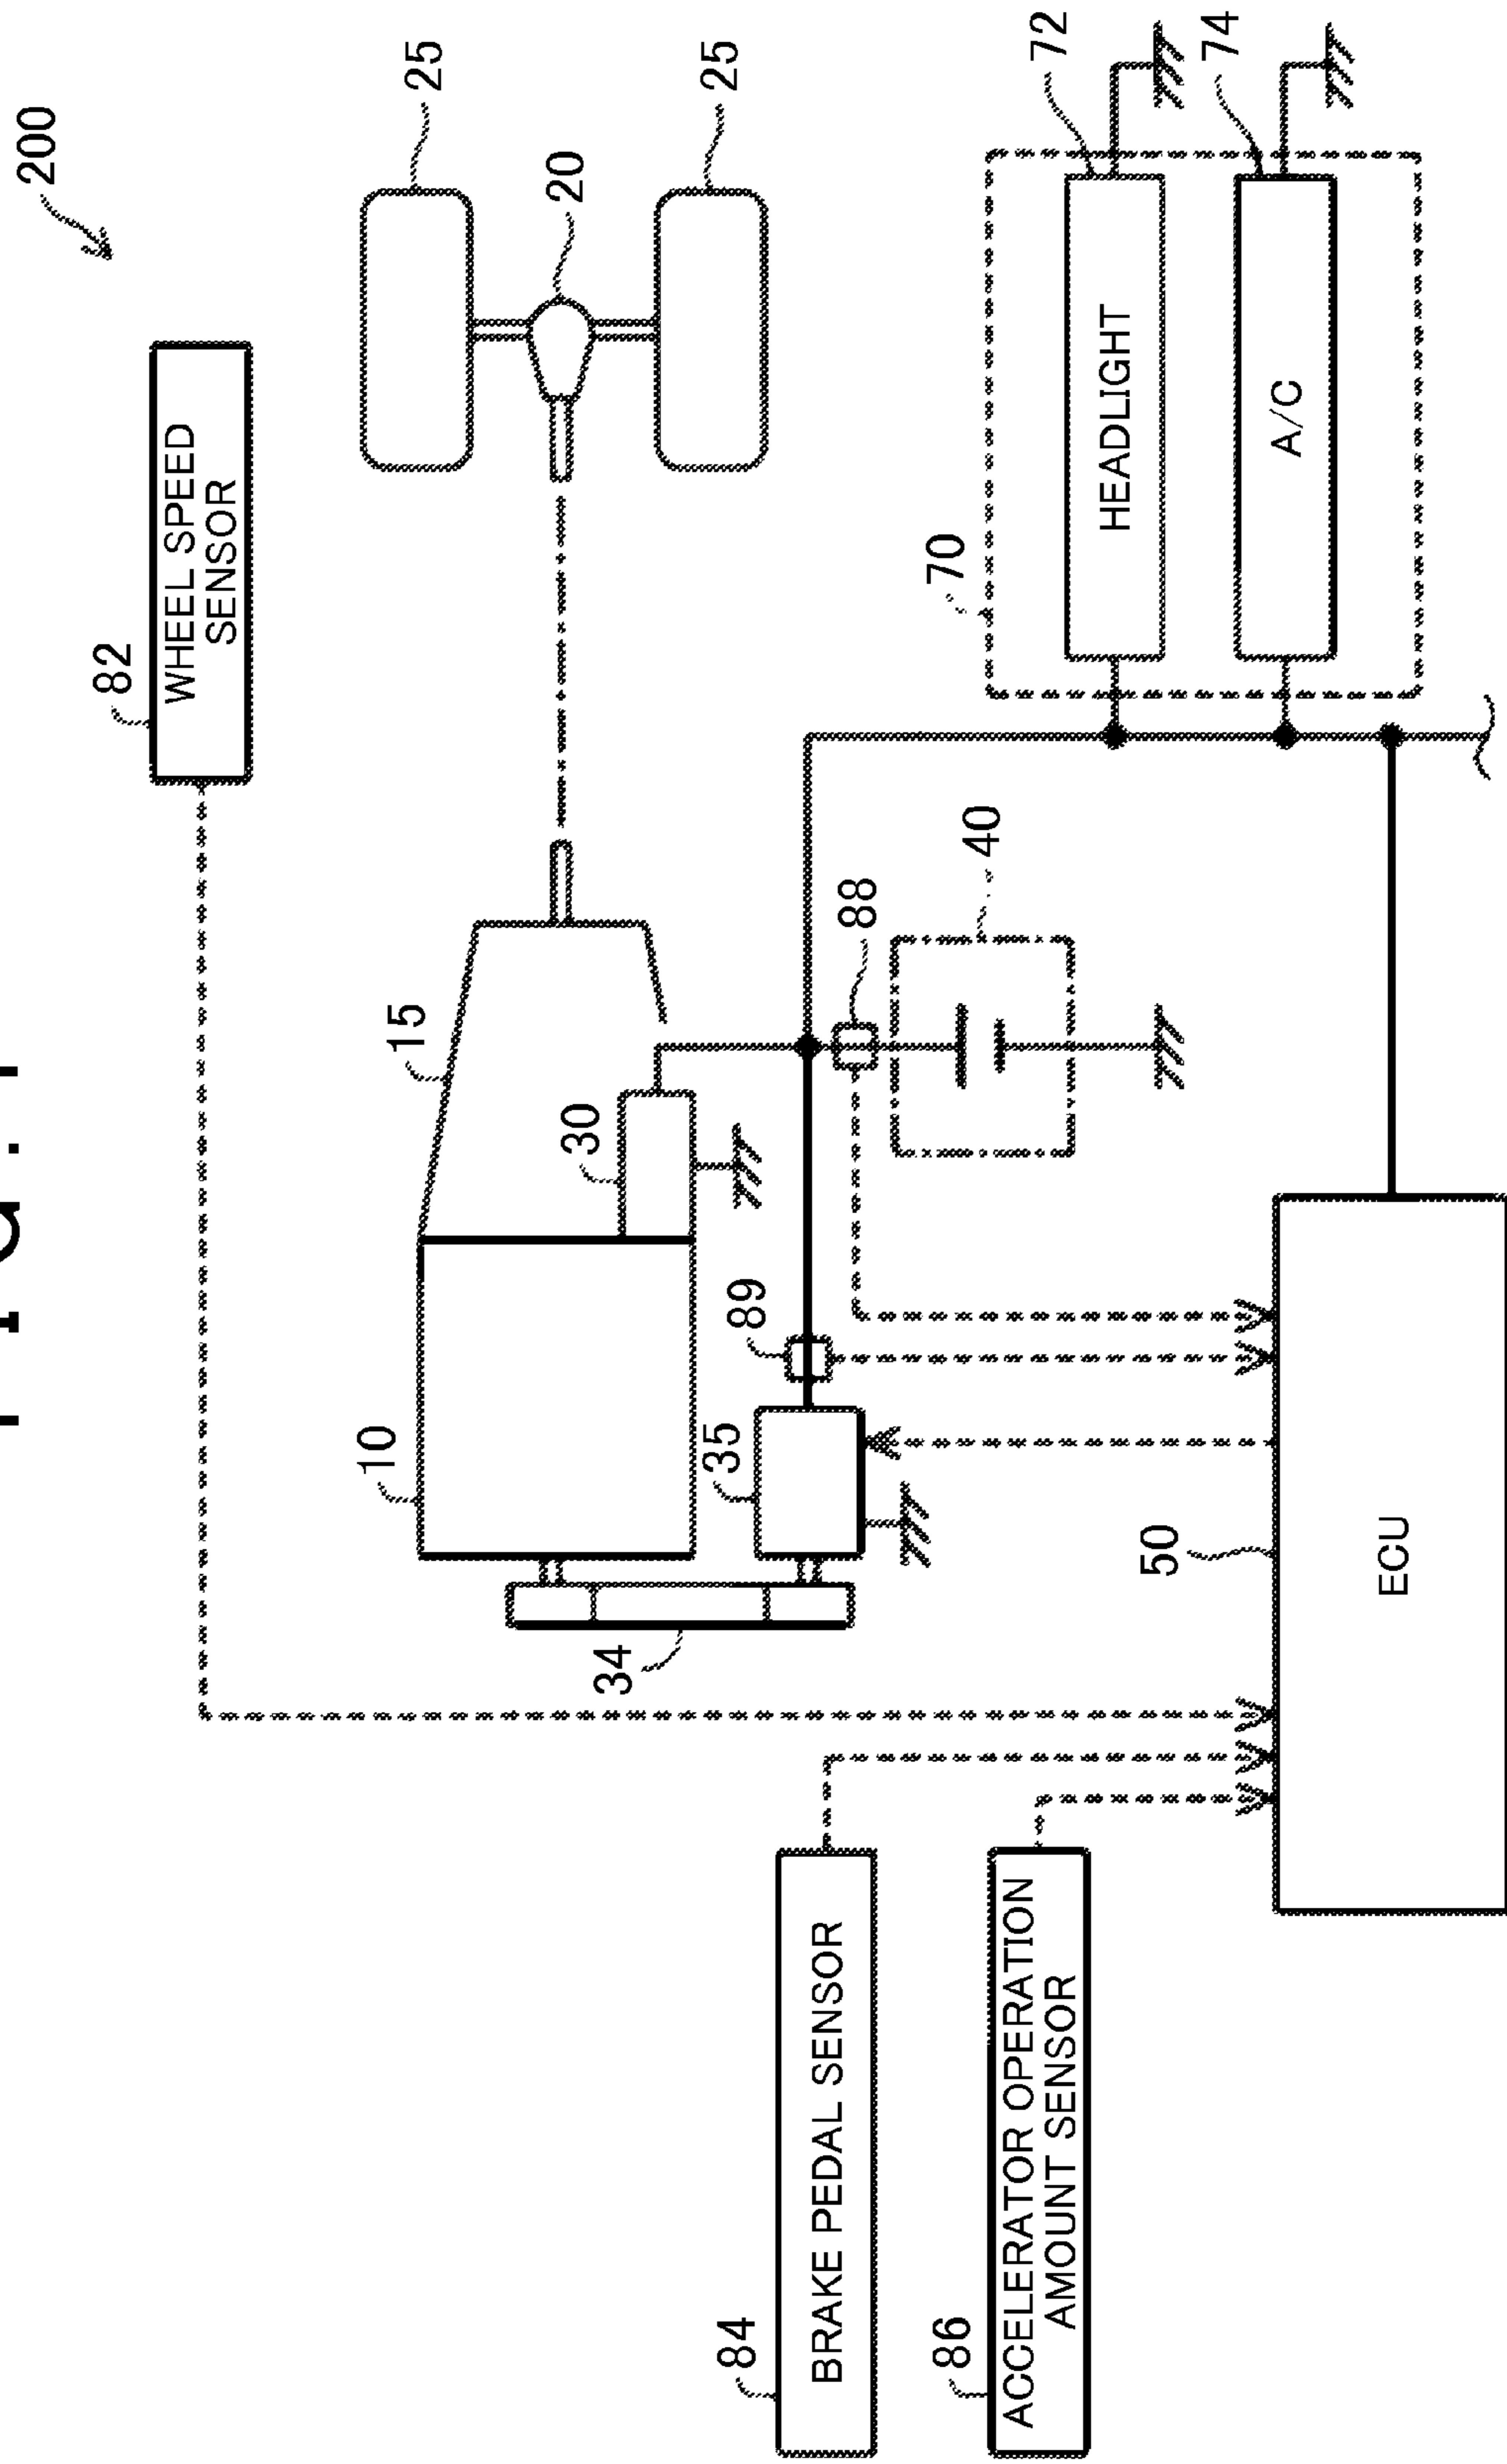 200
82
WHEEL SPEED
SENSOR
25
15
20
10
30
25
34
35
89
88
40
70
72
HEADLIGHT
74
A/C
84
BRAKE PEDAL SENSOR
86
ACCELERATOR OPERATION
AMOUNT SENSOR
50
ECU